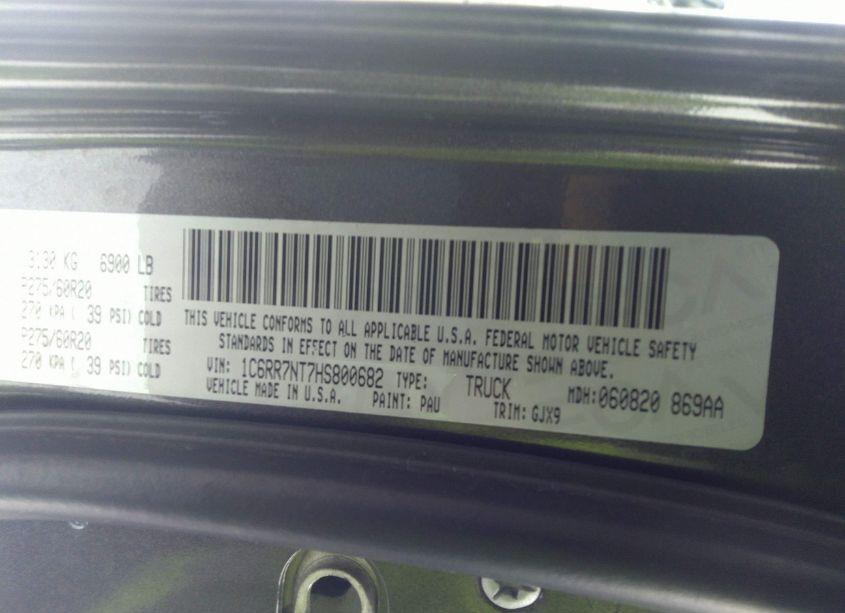 3130 KG 6900 LB
P275/60R20 TIRES
270 KPA ( 39 PSI) COLD
P275/60R20 TIRES
270 KPA ( 39 PSI) COLD
THIS VEHICLE CONFORMS TO ALL APPLICABLE U.S.A. FEDERAL MOTOR VEHICLE SAFETY
STANDARDS IN EFFECT ON THE DATE OF MANUFACTURE SHOWN ABOVE.
VIN: 1C6RR7NT7HS800682 TYPE: TRUCK MDH:060820 869AA
VEHICLE MADE IN U.S.A. PAINT: PAU TRIM: GJX9